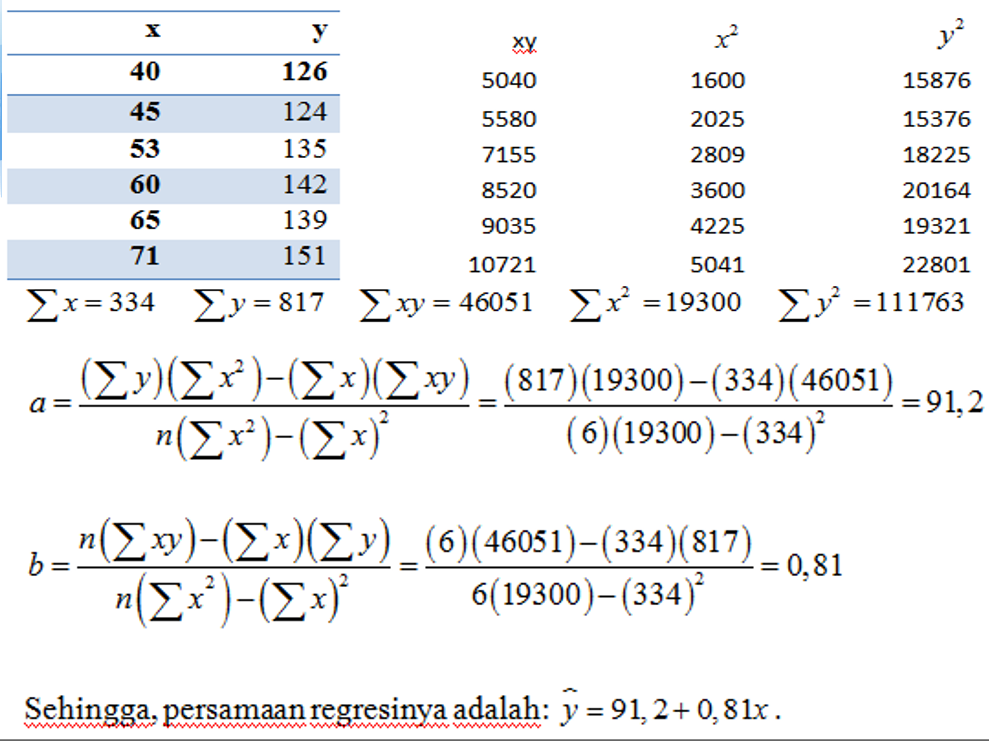 x y xy x² y²
40 126 5040 1600 15876
45 124 5580 2025 15376
53 135 7155 2809 18225
60 142 8520 3600 20164
65 139 9035 4225 19321
71 151 10721 5041 22801
∑x = 334 ∑y = 817 ∑xy = 46051 ∑x² = 19300 ∑y² = 111763
a = ((∑y)(∑x²) − (∑x)(∑xy)) / (n(∑x²) − (∑x)²) = ((817)(19300) − (334)(46051)) / ((6)(19300) − (334)²) = 91,2
b = (n(∑xy) − (∑x)(∑y)) / (n(∑x²) − (∑x)²) = ((6)(46051) − (334)(817)) / (6(19300) − (334)²) = 0,81
Sehingga, persamaan regresinya adalah: ŷ = 91,2 + 0,81x .